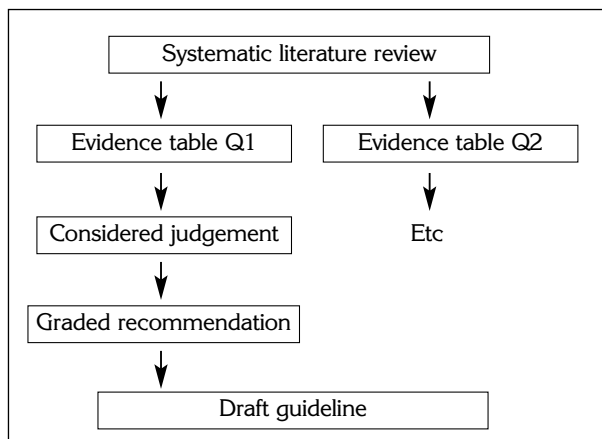 Systematic literature review
Evidence table Q1
Evidence table Q2
Considered judgement
Etc
Graded recommendation
Draft guideline